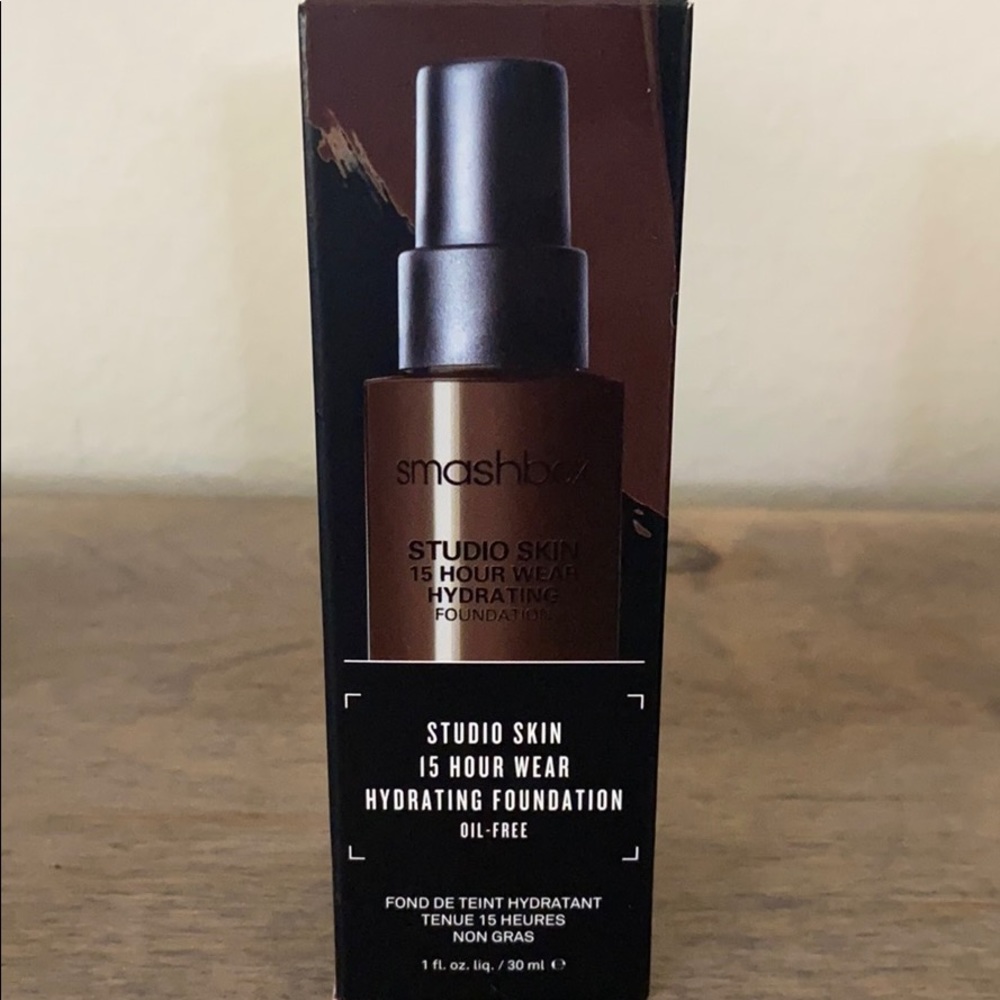 smashbox
STUDIO SKIN
15 HOUR WEAR
HYDRATING
FOUNDATION
STUDIO SKIN
15 HOUR WEAR
HYDRATING FOUNDATION
OIL-FREE
FOND DE TEINT HYDRATANT
TENUE 15 HEURES
NON GRAS
1 fl. oz. liq. / 30 ml ℮